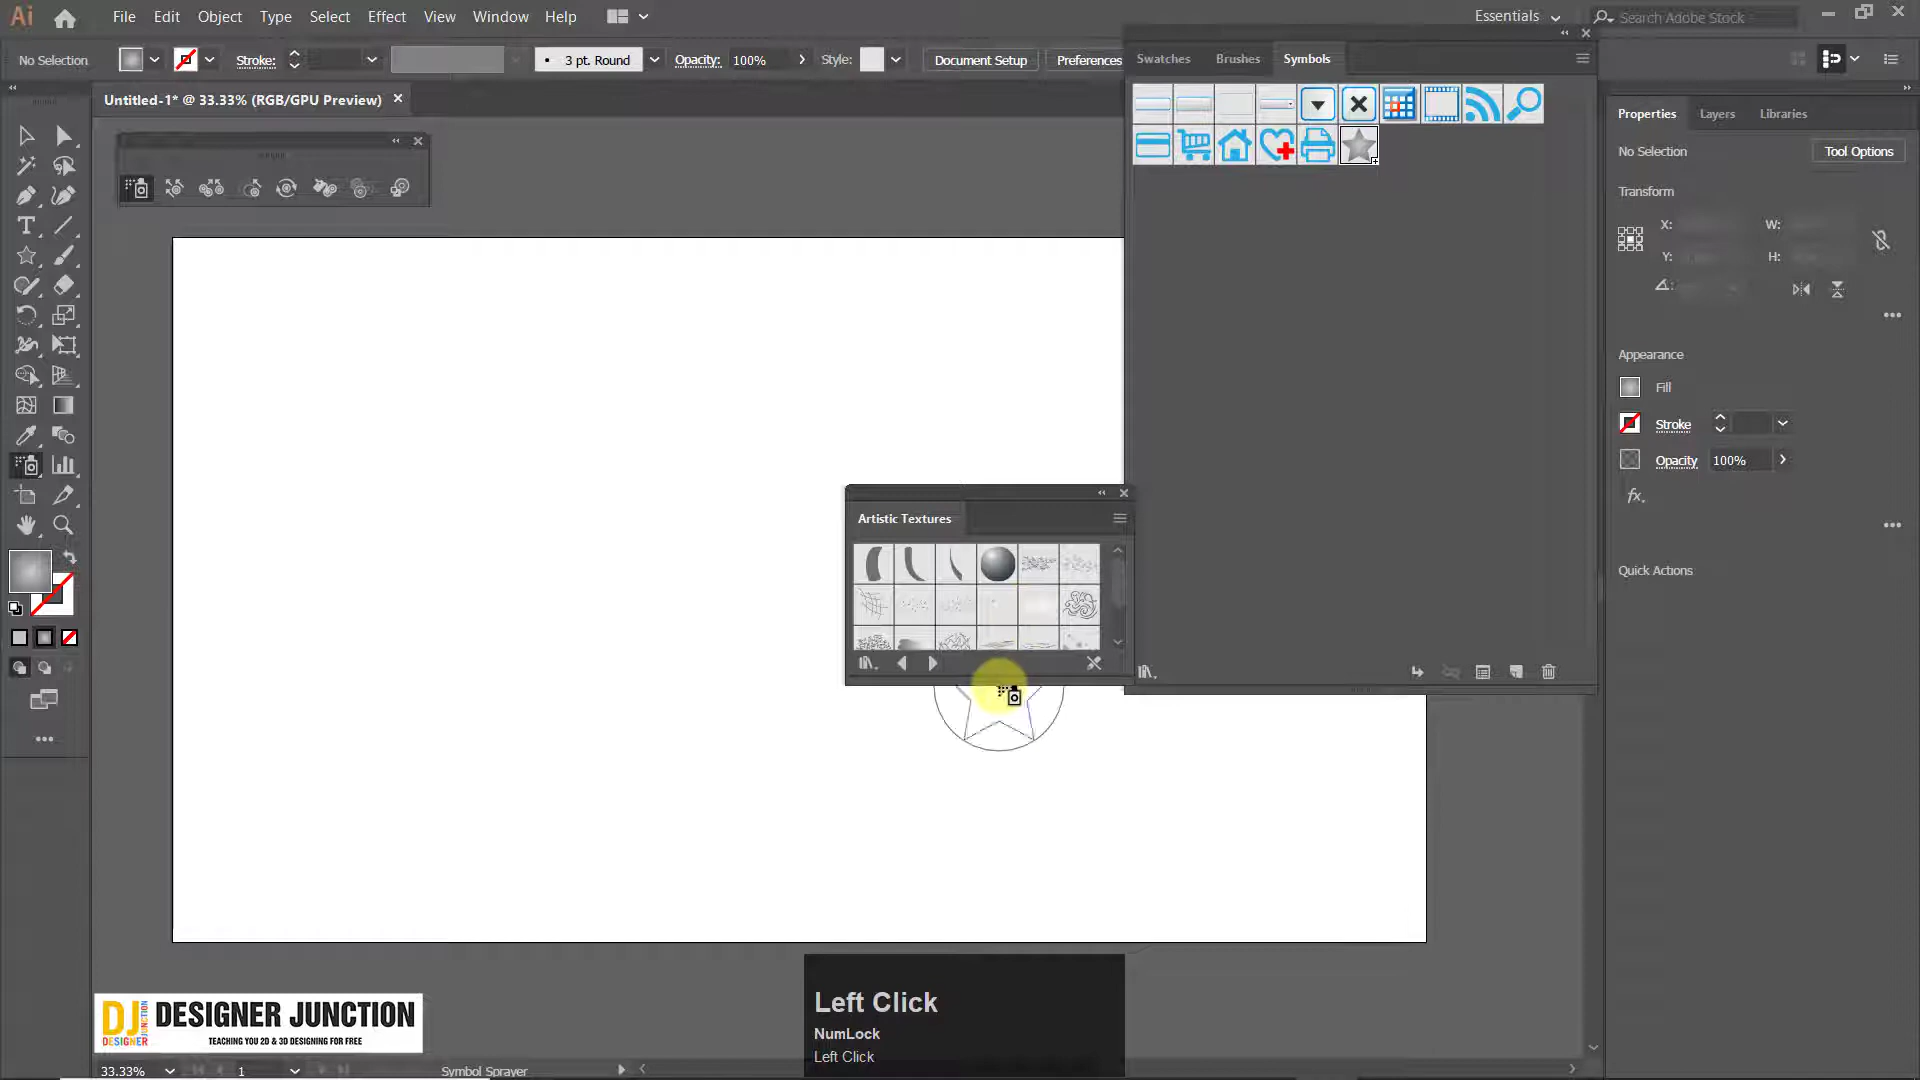 Ai File Edit Object Type Select Effect View Window Help Essentials Search Adobe Stock
No Selection Stroke: 3 pt. Round Opacity: 100% Style: Document Setup Preferences
Swatches Brushes Symbols
Untitled-1* @ 33.33% (RGB/GPU Preview)
Properties Layers Libraries
No Selection Tool Options
Transform
X: W:
Y: H:
Appearance
Fill
Stroke
Opacity 100%
fx
Quick Actions
Artistic Textures
Left Click
NumLock
Left Click
DJ DESIGNER JUNCTION
DESIGNER TEACHING YOU 2D & 3D DESIGNING FOR FREE
JUNCTION
33.33% 1 Symbol Sprayer